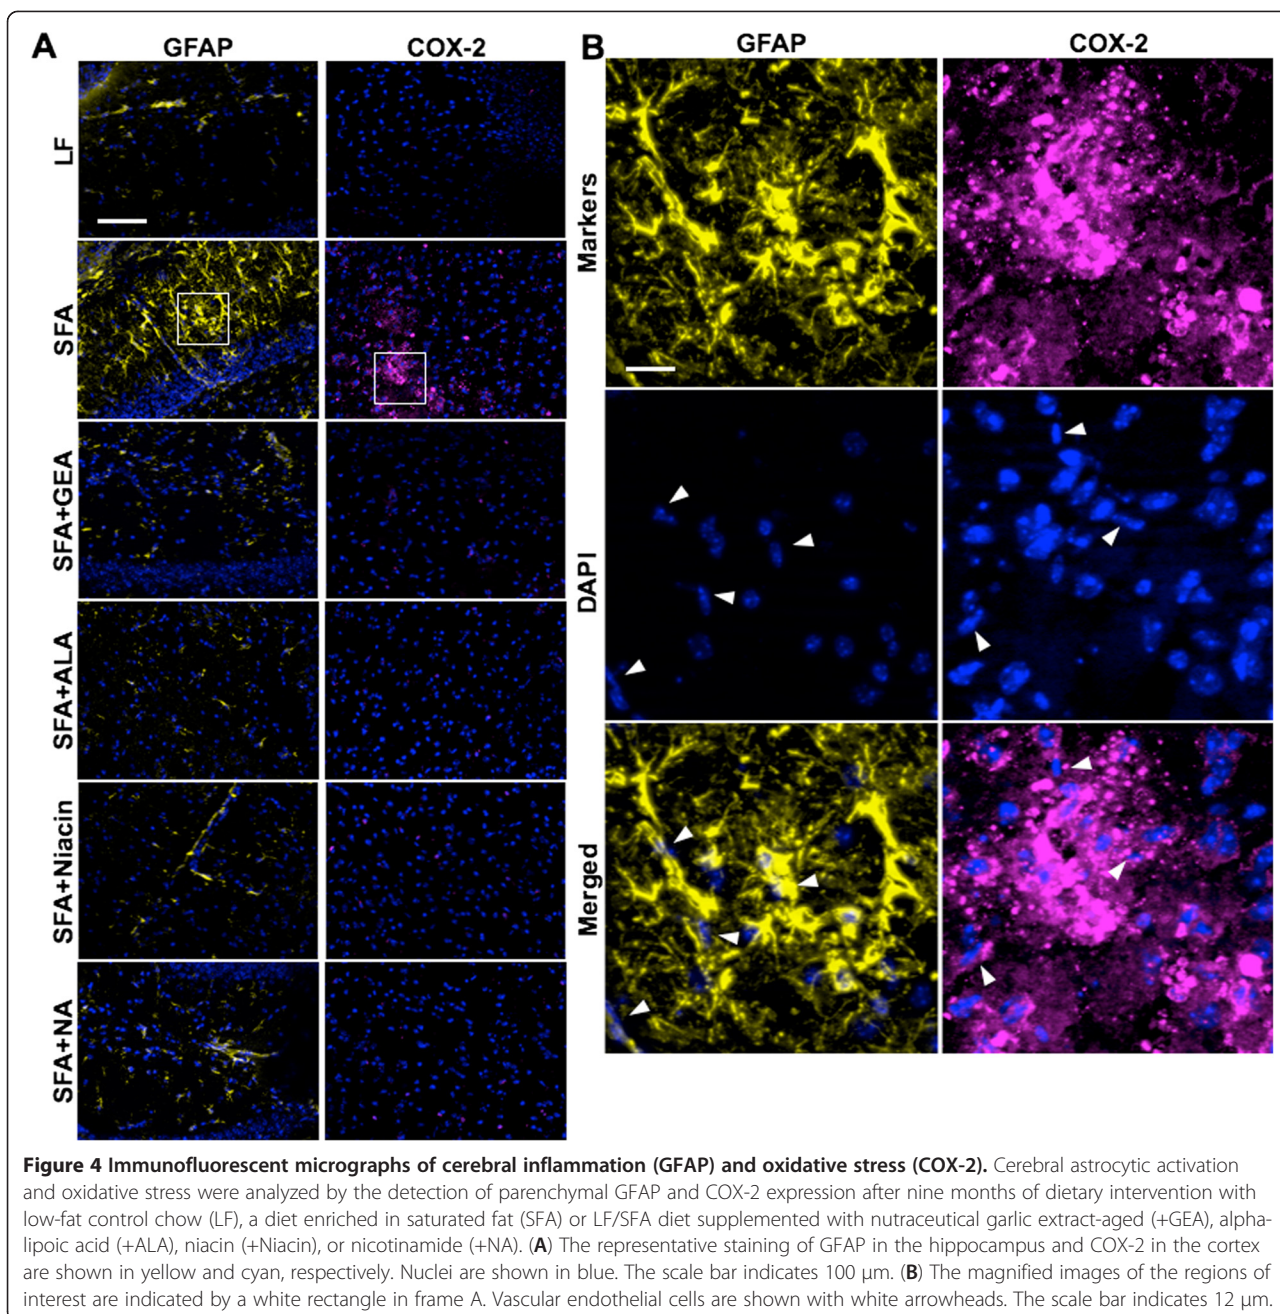 A
GFAP
COX-2
LF
SFA
SFA+GEA
SFA+ALA
SFA+Niacin
SFA+NA
B
GFAP
COX-2
Markers
DAPI
Merged
Figure 4 Immunofluorescent micrographs of cerebral inflammation (GFAP) and oxidative stress (COX-2). Cerebral astrocytic activation
and oxidative stress were analyzed by the detection of parenchymal GFAP and COX-2 expression after nine months of dietary intervention with
low-fat control chow (LF), a diet enriched in saturated fat (SFA) or LF/SFA diet supplemented with nutraceutical garlic extract-aged (+GEA), alpha-
lipoic acid (+ALA), niacin (+Niacin), or nicotinamide (+NA). (A) The representative staining of GFAP in the hippocampus and COX-2 in the cortex
are shown in yellow and cyan, respectively. Nuclei are shown in blue. The scale bar indicates 100 μm. (B) The magnified images of the regions of
interest are indicated by a white rectangle in frame A. Vascular endothelial cells are shown with white arrowheads. The scale bar indicates 12 μm.